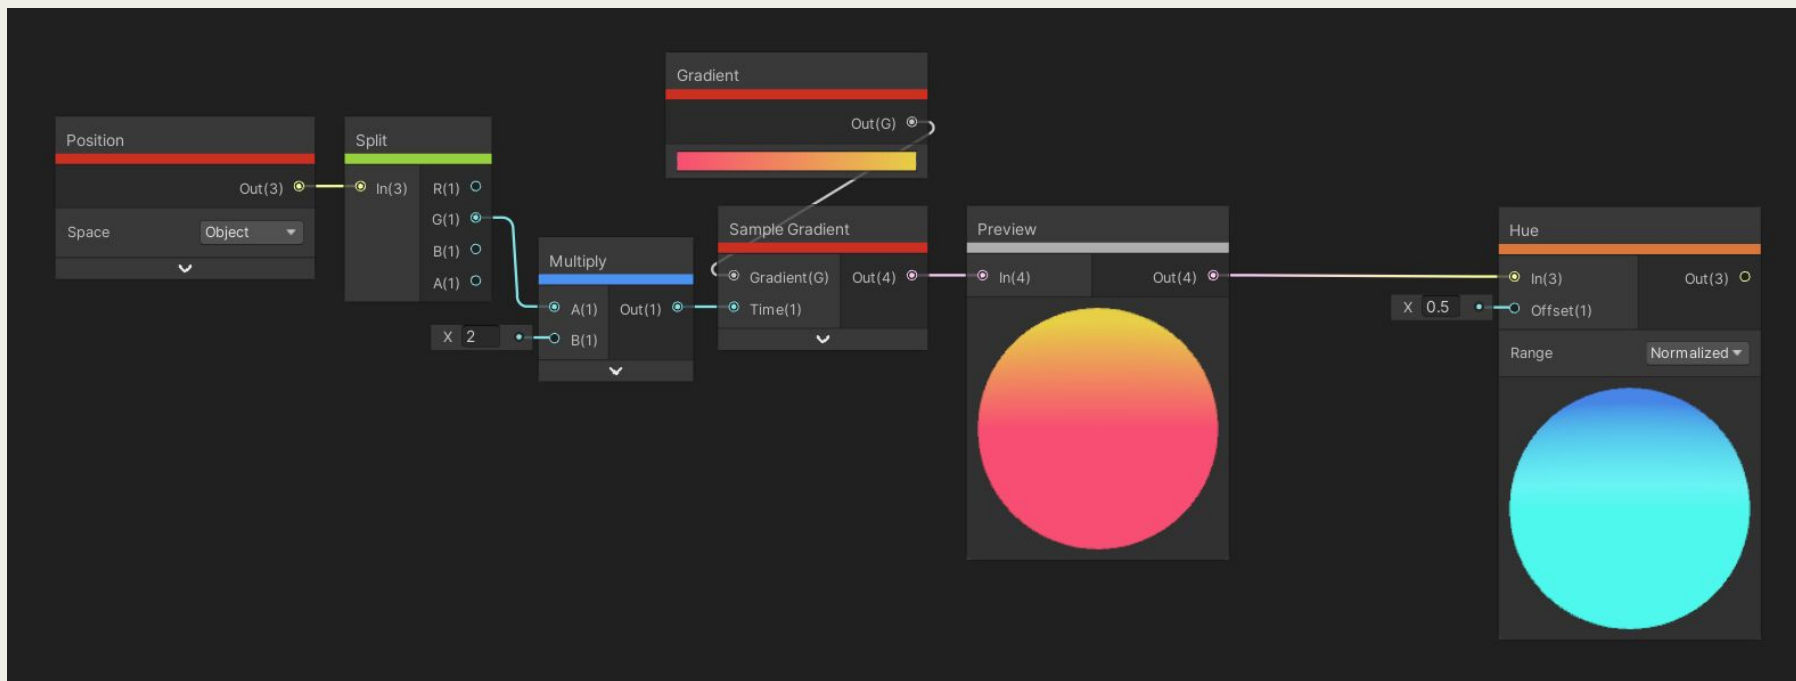 Position
Out(3)
Space
Object
Split
In(3)
R(1)
G(1)
B(1)
A(1)
X 2
Multiply
A(1)
Out(1)
B(1)
Gradient
Out(G)
Sample Gradient
Gradient(G)
Out(4)
Time(1)
Preview
In(4)
Out(4)
X 0.5
Hue
In(3)
Out(3)
Offset(1)
Range
Normalized